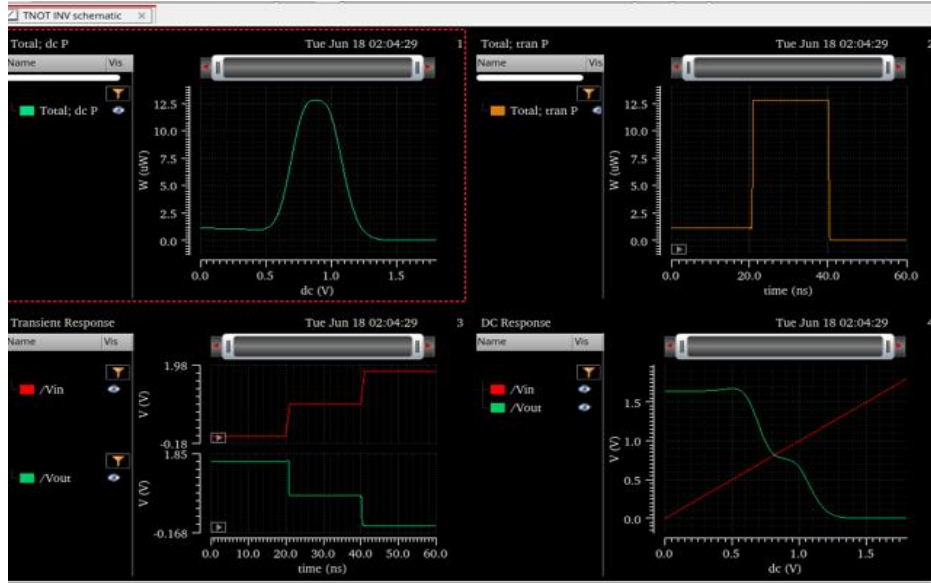 TNOT INV schematic ×
Total; dc P Tue Jun 18 02:04:29 1
Name Vis
Total; dc P
12.5
10.0
7.5
5.0
2.5
0.0
W (uW)
0.0 0.5 1.0 1.5
dc (V)
Total; tran P Tue Jun 18 02:04:29 2
Name Vis
Total; tran P
12.5
10.0
7.5
5.0
2.5
0.0
W (uW)
0.0 20.0 40.0 60.0
time (ns)
Transient Response Tue Jun 18 02:04:29 3
Name Vis
/Vin
1.98
V (V)
-0.18
/Vout
1.85
V (V)
-0.168
0.0 10.0 20.0 30.0 40.0 50.0 60.0
time (ns)
DC Response Tue Jun 18 02:04:29 4
Name Vis
/Vin
/Vout
1.5
1.0
0.5
0.0
V (V)
0.0 0.5 1.0 1.5
dc (V)